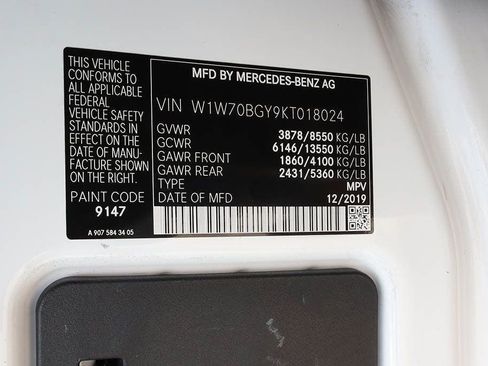 THIS VEHICLE
CONFORMS TO
ALL APPLICABLE
FEDERAL
VEHICLE SAFETY
STANDARDS IN
EFFECT ON THE
DATE OF MANU-
FACTURE SHOWN
ON THE RIGHT.
PAINT CODE
9147
A 907 584 34 05
MFD BY MERCEDES-BENZ AG
VIN W1W70BGY9KT018024
GVWR 3878/8550 KG/LB
GCWR 6146/13550 KG/LB
GAWR FRONT 1860/4100 KG/LB
GAWR REAR 2431/5360 KG/LB
TYPE MPV
DATE OF MFD 12/2019